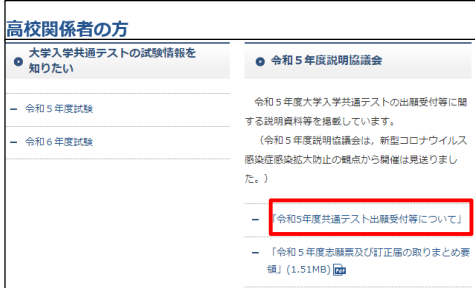 高校関係者の方
大学入学共通テストの試験情報を
知りたい
令和５年度試験
令和６年度試験
令和５年度説明協議会
令和５年度大学入学共通テストの出願受付等に関
する説明資料等を掲載しています。
（令和５年度説明協議会は，新型コロナウイルス
感染症感染拡大防止の観点から開催は見送りまし
た。）
「令和5年度共通テスト出願受付等について」
「令和５年度志願票及び訂正届の取りまとめ要
領」(1.51MB) PDF